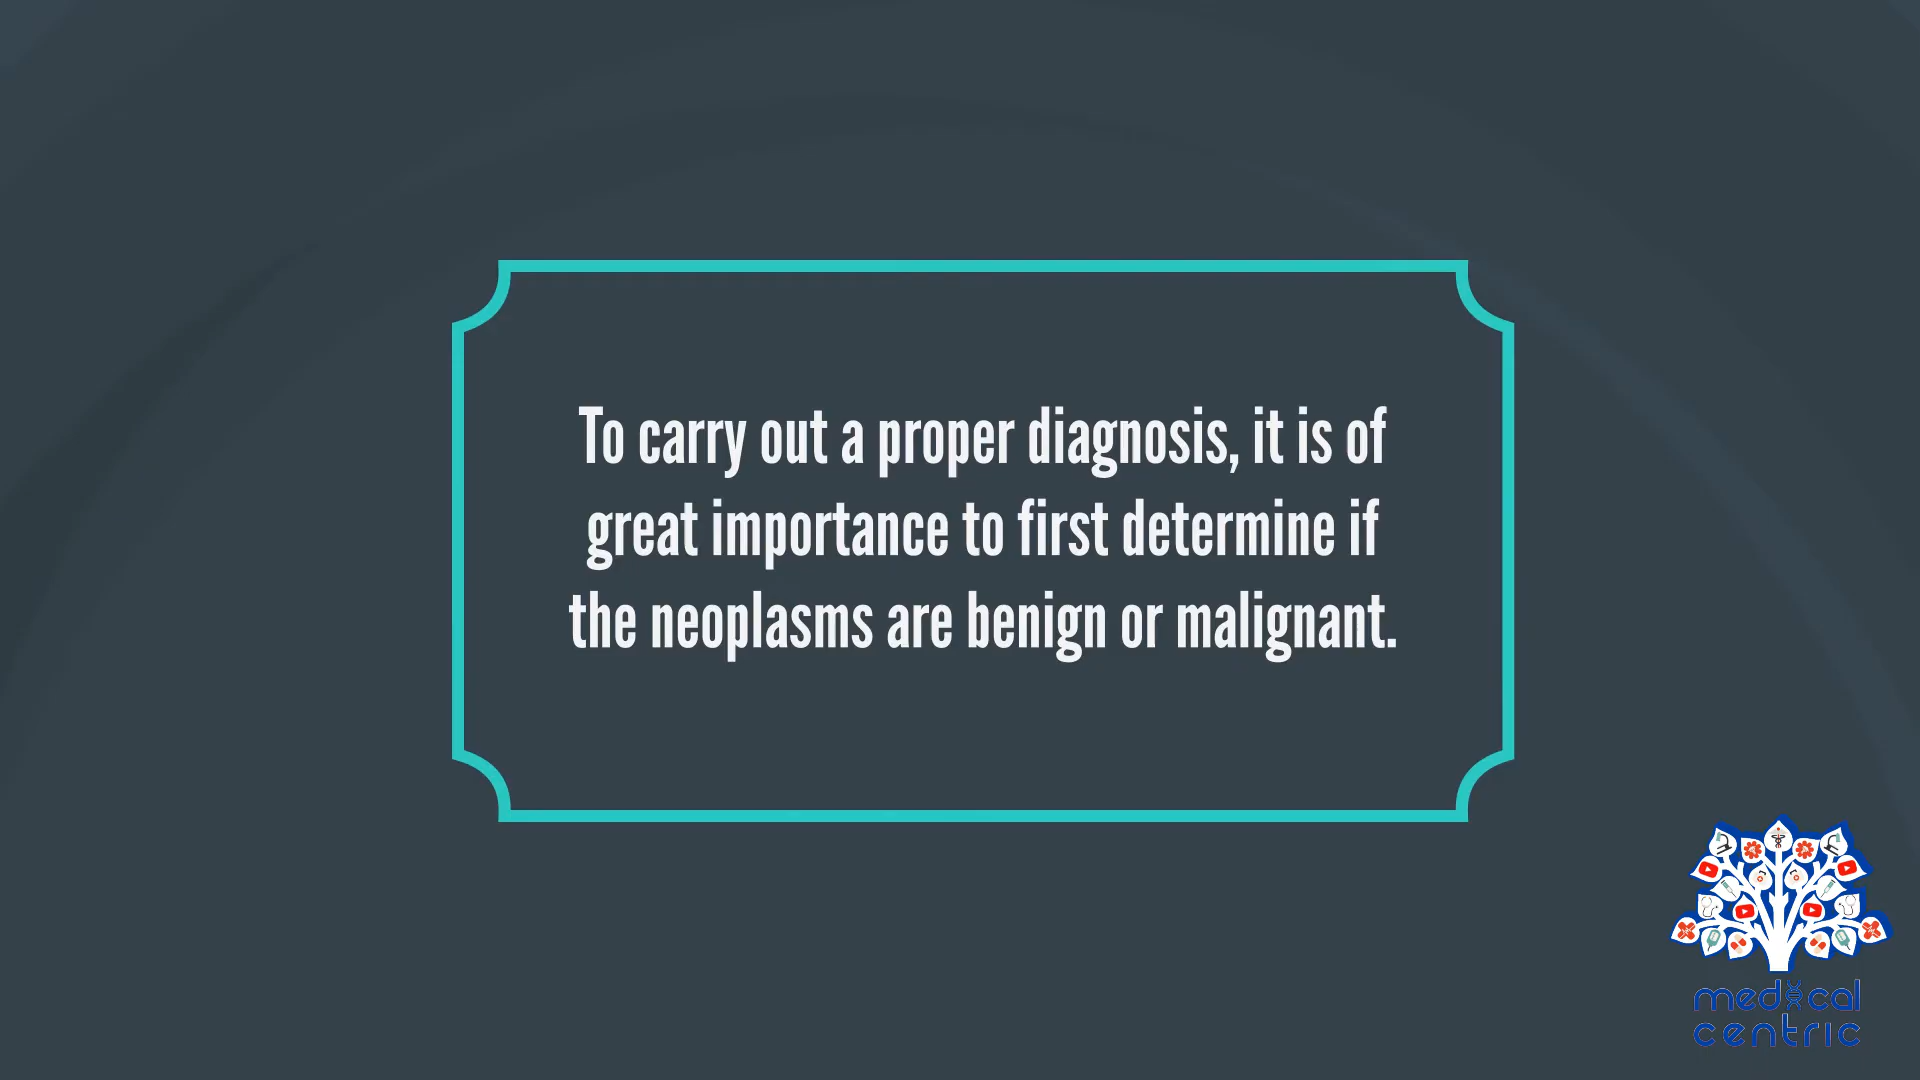 To carry out a proper diagnosis, it is of
great importance to first determine if
the neoplasms are benign or malignant.
medical
centric